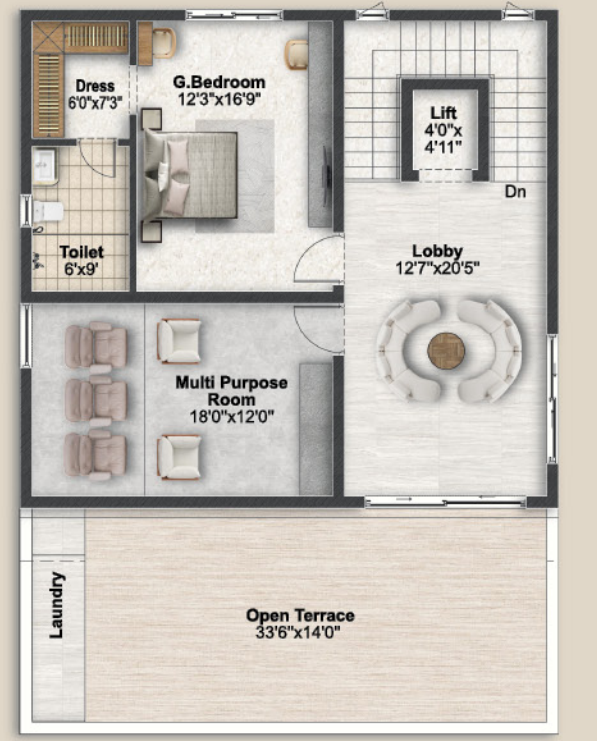 Dress
6'0"x7'3"
G.Bedroom
12'3"x16'9"
Lift
4'0"x
4'11"
Dn
Toilet
6'x9'
Lobby
12'7"x20'5"
Multi Purpose
Room
18'0"x12'0"
Laundry
Open Terrace
33'6"x14'0"